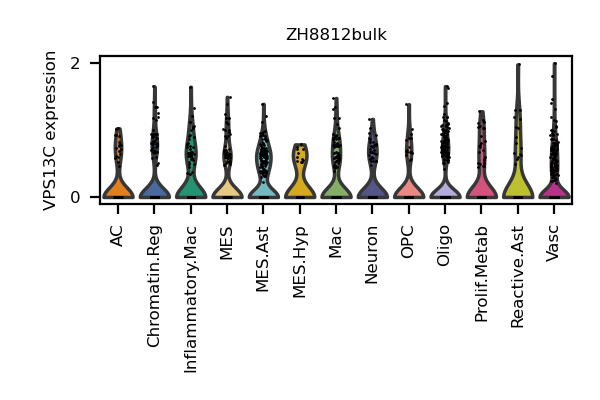 ZH8812bulk
VPS13C expression
2
0
AC
Chromatin.Reg
Inflammatory.Mac
MES
MES.Ast
MES.Hyp
Mac
Neuron
OPC
Oligo
Prolif.Metab
Reactive.Ast
Vasc